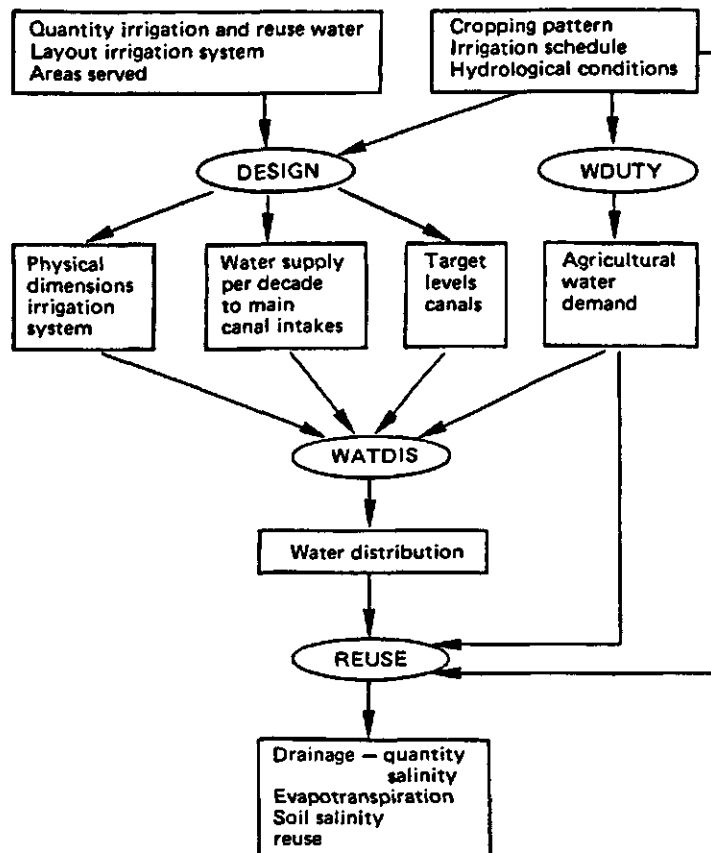 Quantity irrigation and reuse water
Layout irrigation system
Areas served
Cropping pattern
Irrigation schedule
Hydrological conditions
DESIGN
WDUTY
Physical
dimensions
irrigation
system
Water supply
per decade
to main
canal intakes
Target
levels
canals
Agricultural
water
demand
WATDIS
Water distribution
REUSE
Drainage – quantity
salinity
Evapotranspiration
Soil salinity
reuse